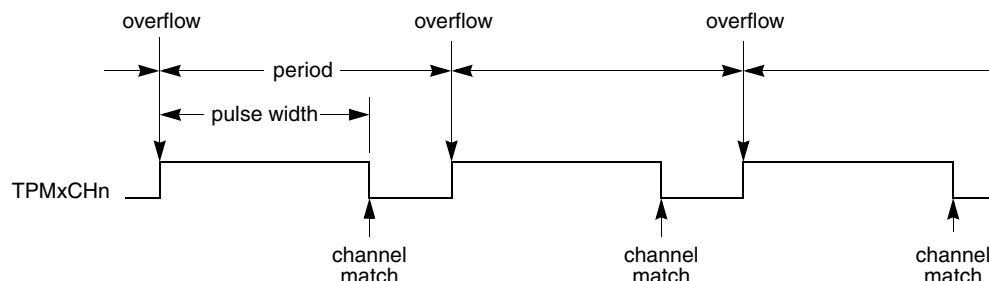 overflow overflow overflow
period
pulse width
TPMxCHn
channel match
channel match
channel match